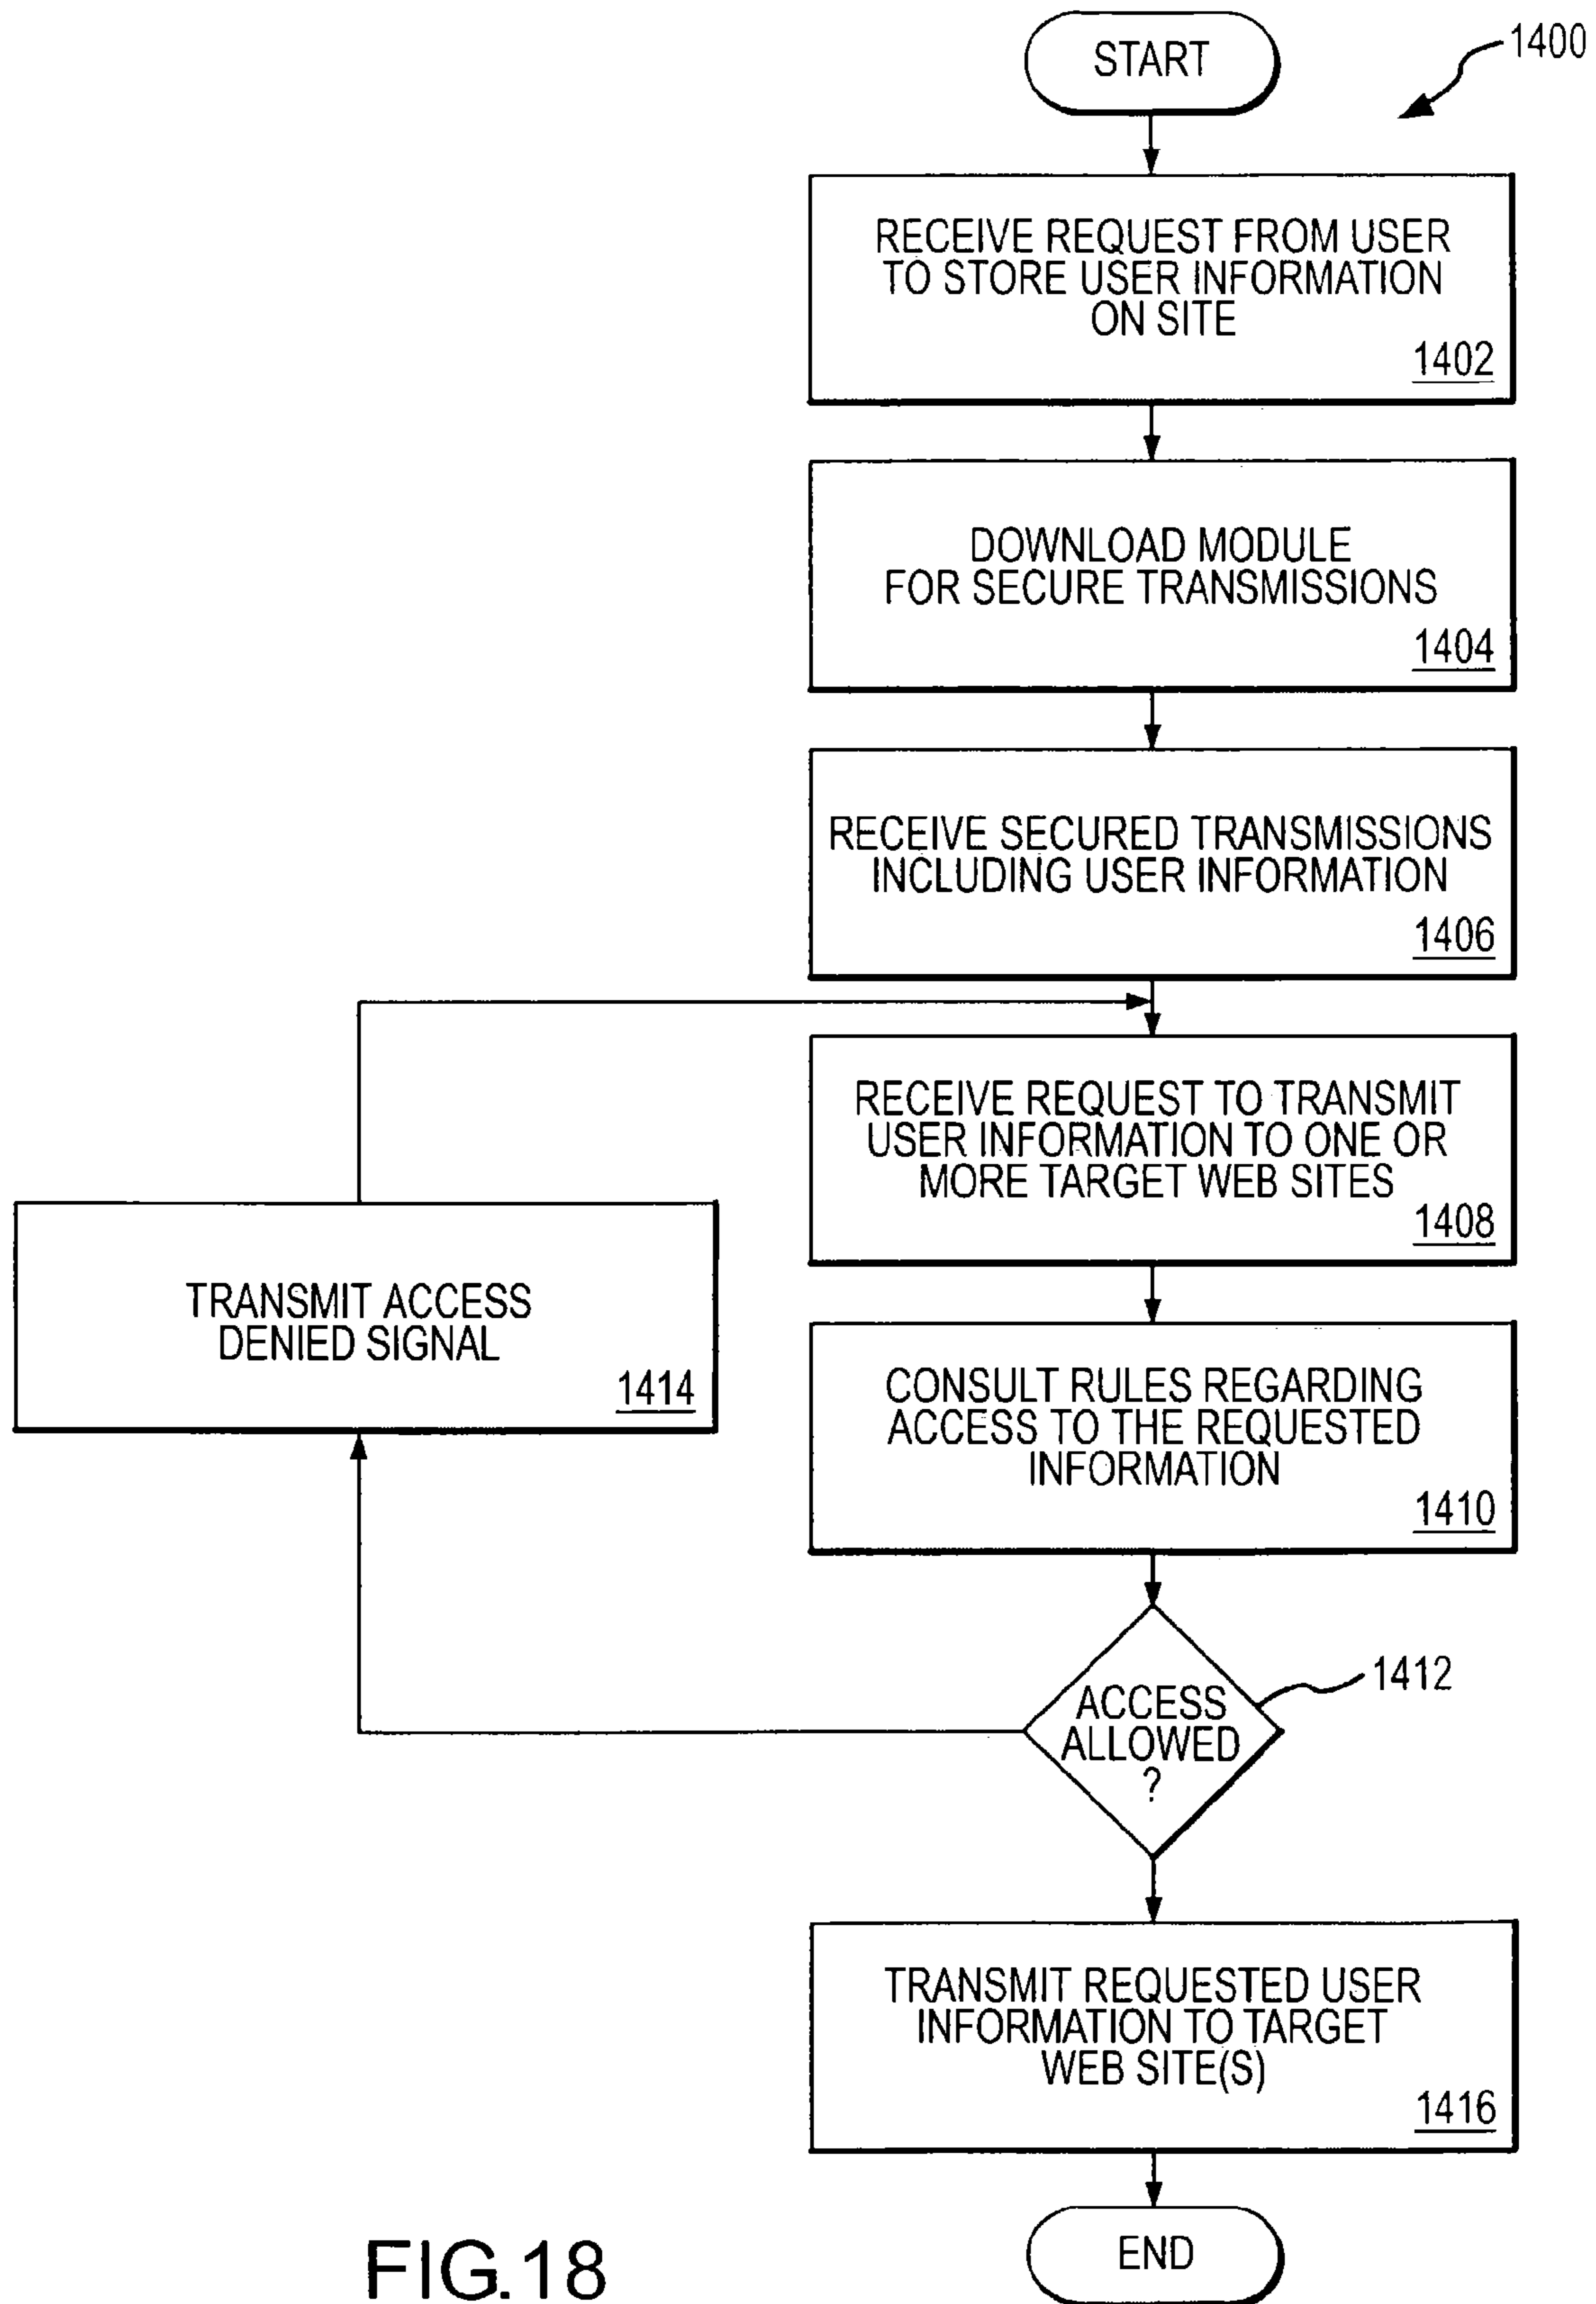 START
1400
RECEIVE REQUEST FROM USER
TO STORE USER INFORMATION
ON SITE
1402
DOWNLOAD MODULE
FOR SECURE TRANSMISSIONS
1404
RECEIVE SECURED TRANSMISSIONS
INCLUDING USER INFORMATION
1406
RECEIVE REQUEST TO TRANSMIT
USER INFORMATION TO ONE OR
MORE TARGET WEB SITES
1408
TRANSMIT ACCESS
DENIED SIGNAL
1414
CONSULT RULES REGARDING
ACCESS TO THE REQUESTED
INFORMATION
1410
ACCESS
ALLOWED
?
1412
TRANSMIT REQUESTED USER
INFORMATION TO TARGET
WEB SITE(S)
1416
END
FIG.18